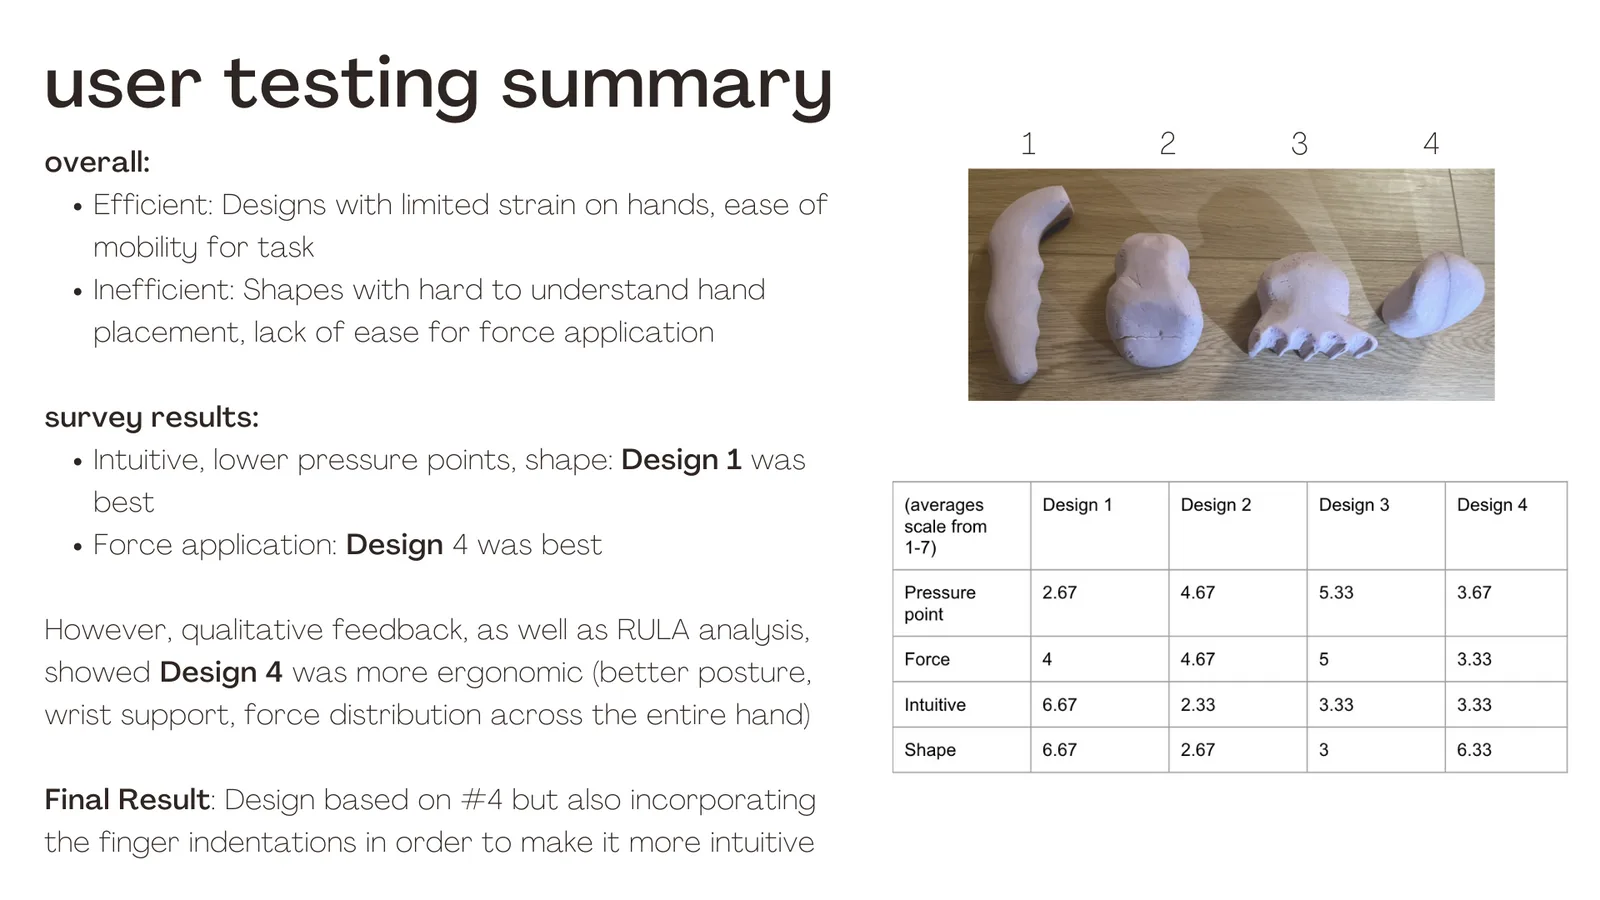 user testing summary
overall:
• Efficient: Designs with limited strain on hands, ease of
mobility for task
• Inefficient: Shapes with hard to understand hand
placement, lack of ease for force application
survey results:
• Intuitive, lower pressure points, shape: Design 1 was
best
• Force application: Design 4 was best
However, qualitative feedback, as well as RULA analysis,
showed Design 4 was more ergonomic (better posture,
wrist support, force distribution across the entire hand)
Final Result: Design based on #4 but also incorporating
the finger indentations in order to make it more intuitive
1 2 3 4
(averages
scale from
1-7) Design 1 Design 2 Design 3 Design 4
Pressure
point 2.67 4.67 5.33 3.67
Force 4 4.67 5 3.33
Intuitive 6.67 2.33 3.33 3.33
Shape 6.67 2.67 3 6.33